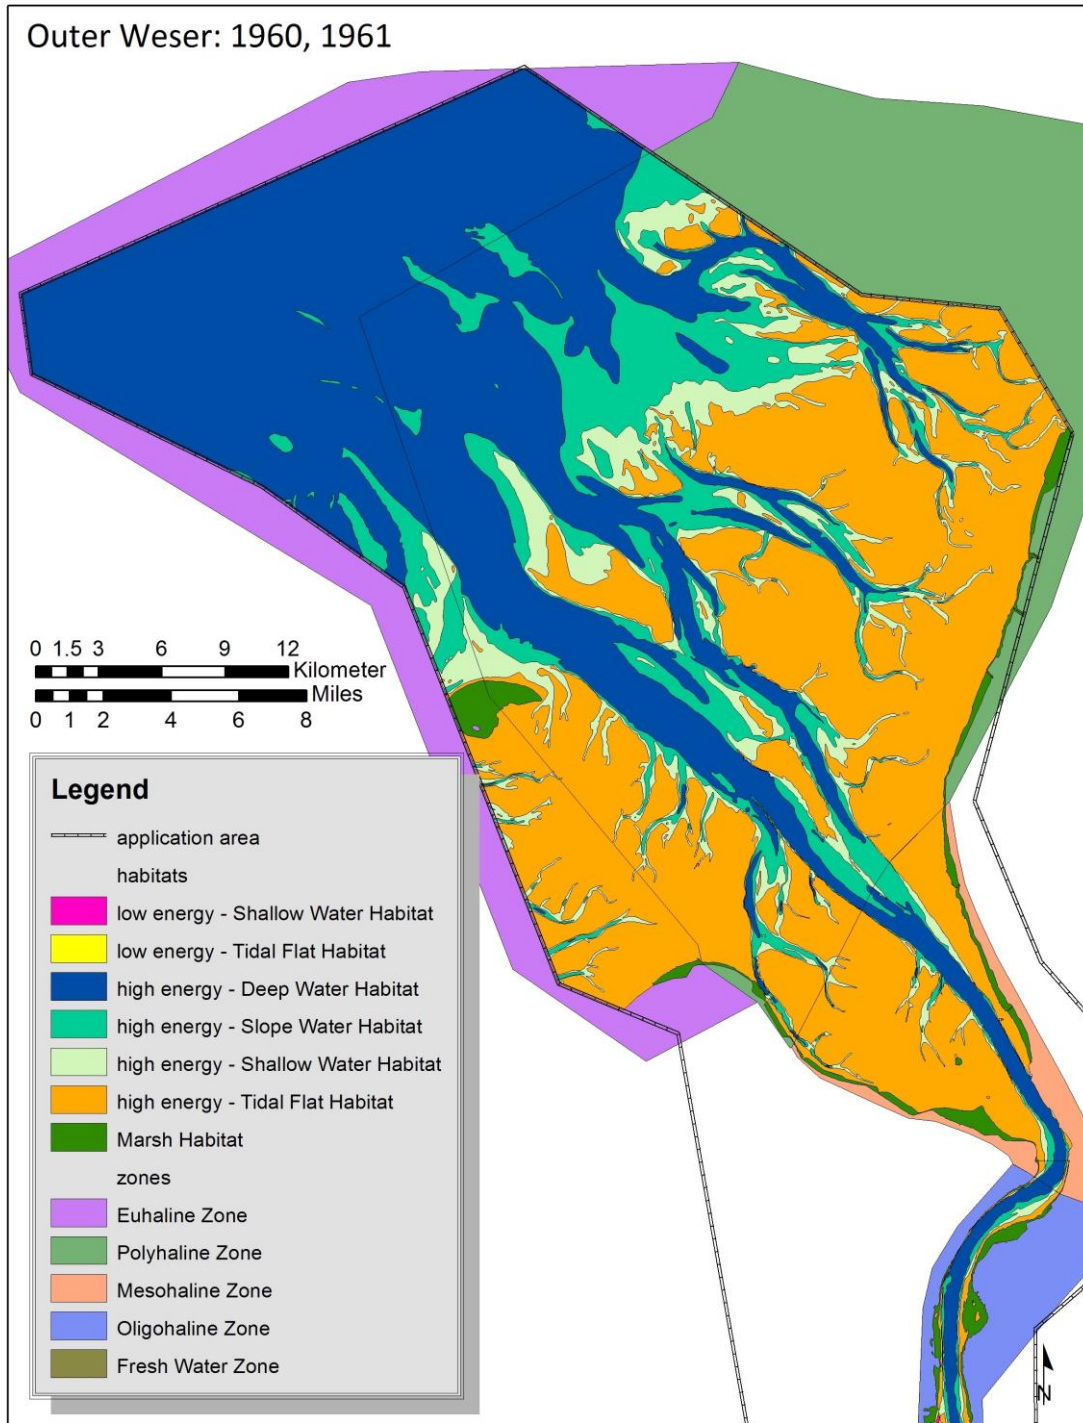 Outer Weser: 1960, 1961
0 1.5 3 6 9 12
Kilometer
Miles
0 1 2 4 6 8
Legend
application area
habitats
low energy - Shallow Water Habitat
low energy - Tidal Flat Habitat
high energy - Deep Water Habitat
high energy - Slope Water Habitat
high energy - Shallow Water Habitat
high energy - Tidal Flat Habitat
Marsh Habitat
zones
Euhaline Zone
Polyhaline Zone
Mesohaline Zone
Oligohaline Zone
Fresh Water Zone
N